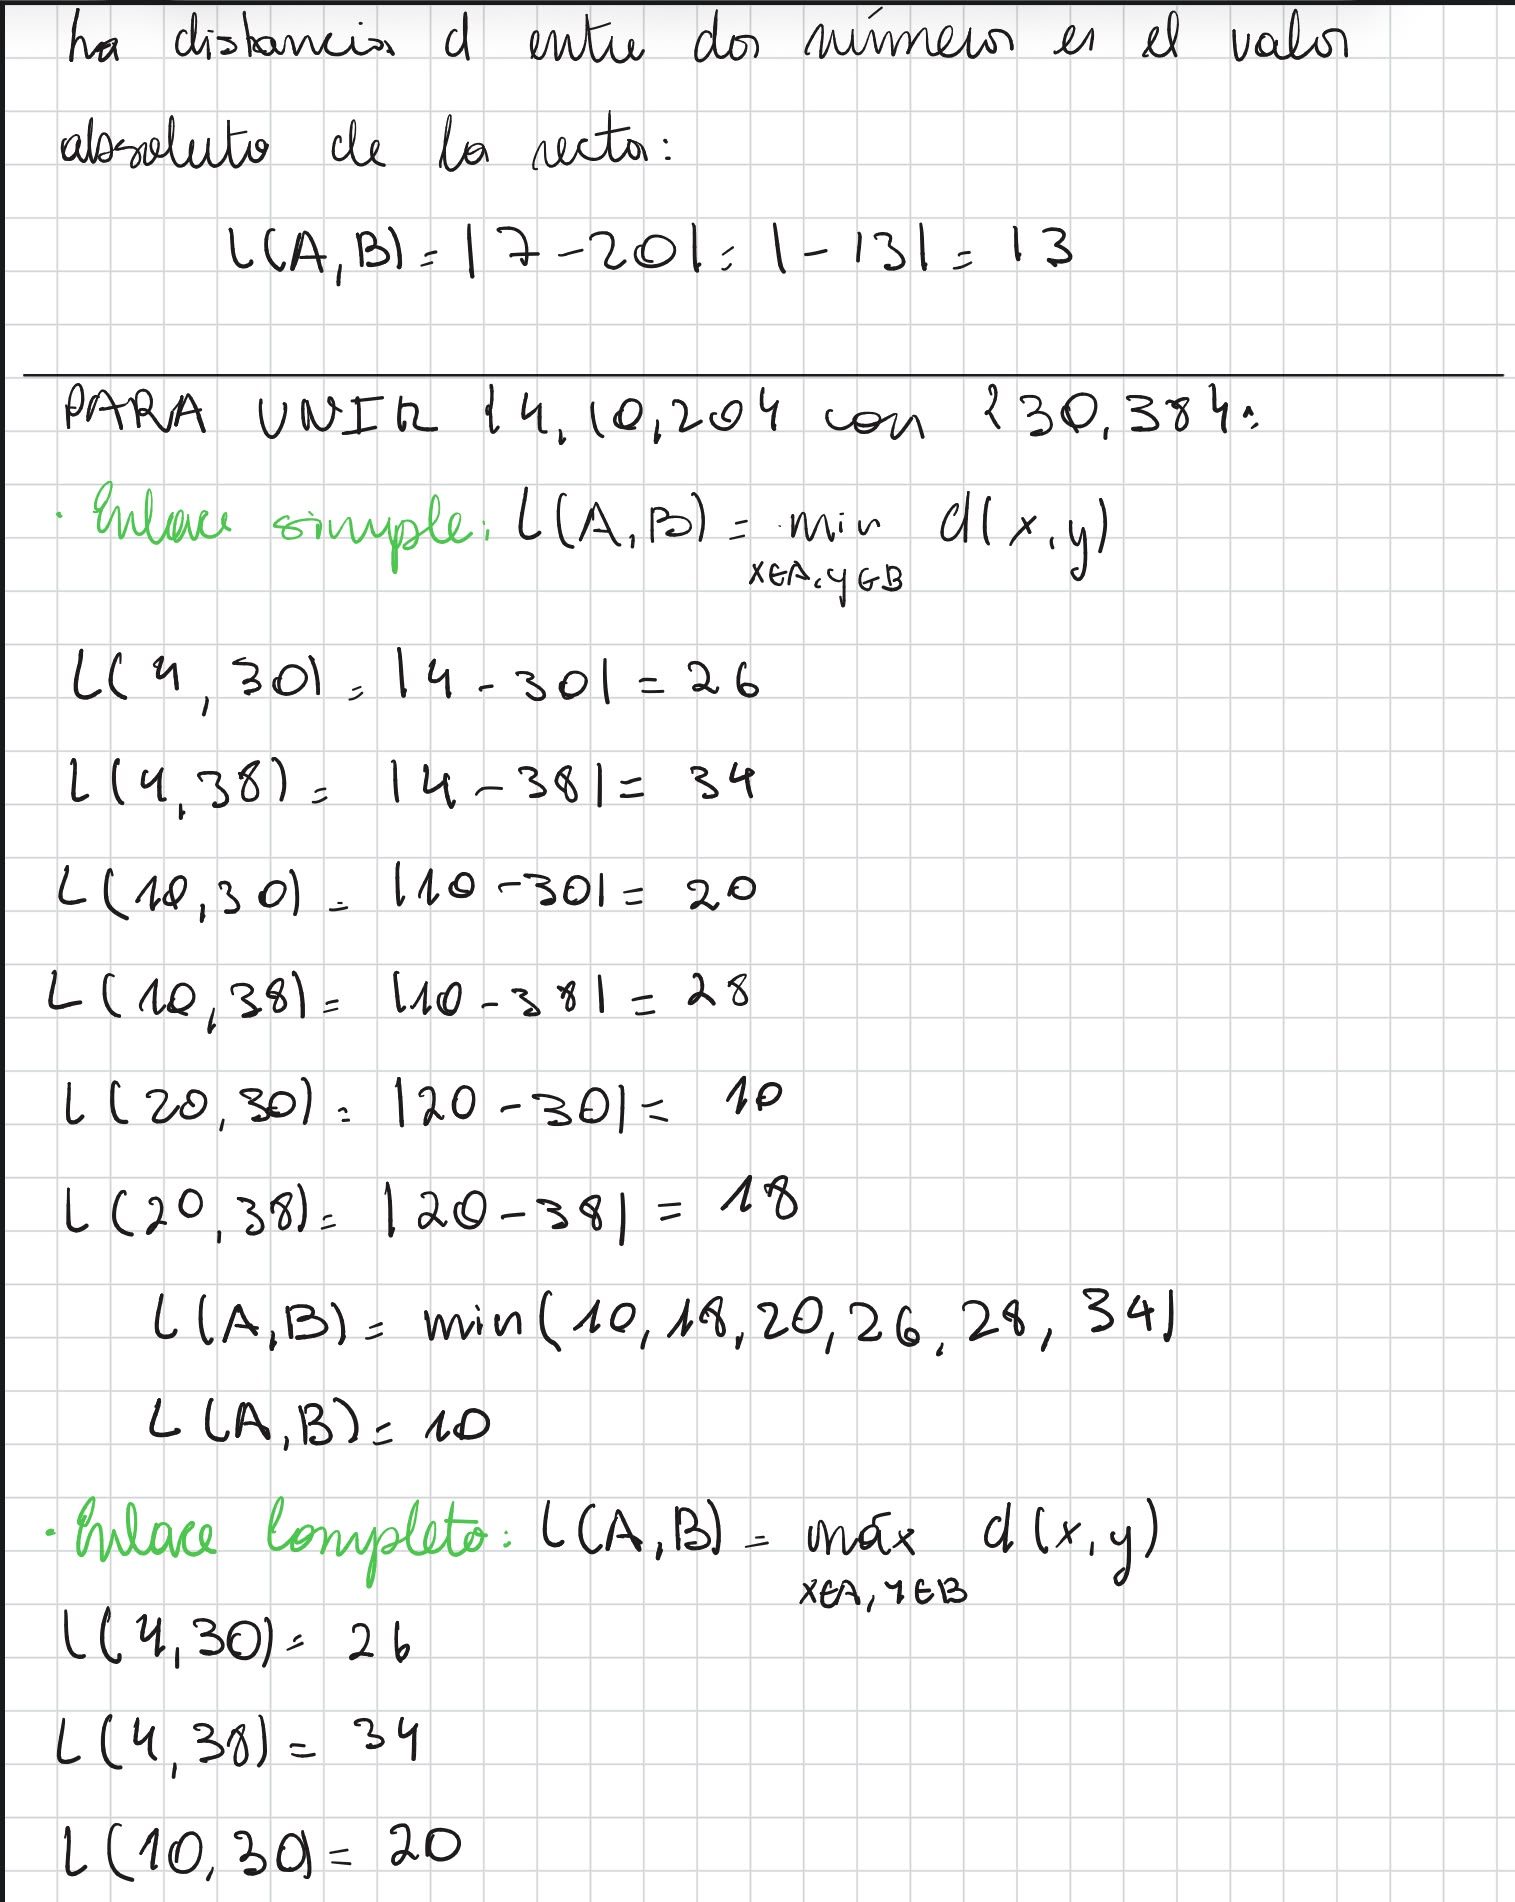 La distancia d entre dos números es el valor
absoluto de la resta:
L(A,B) = |7-20| = |-13| = 13
PARA UNIR {4,10,20} con {30,38}:
· Enlace simple: L(A,B) = min d(x,y)
x∈A, y∈B
L(4,30) = |4-30| = 26
L(4,38) = |4-38| = 34
L(10,30) = |10-30| = 20
L(10,38) = |10-38| = 28
L(20,30) = |20-30| = 10
L(20,38) = |20-38| = 18
L(A,B) = min(10,18,20,26,28,34)
L(A,B) = 10
· Enlace Completo: L(A,B) = máx d(x,y)
x∈A, y∈B
L(4,30) = 26
L(4,38) = 34
L(10,30) = 20